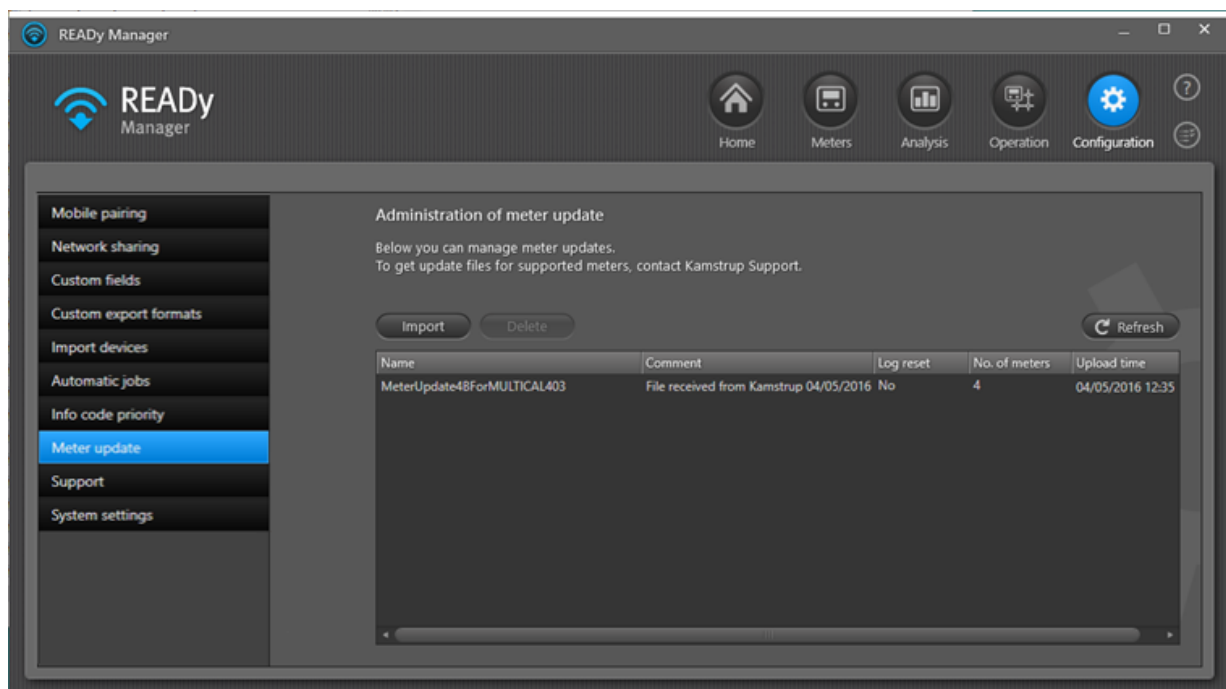 READy Manager
READy
Manager
Home
Meters
Analysis
Operation
Configuration
?
Mobile pairing
Network sharing
Custom fields
Custom export formats
Import devices
Automatic jobs
Info code priority
Meter update
Support
System settings
Administration of meter update
Below you can manage meter updates.
To get update files for supported meters, contact Kamstrup Support.
Import Delete Refresh
Name Comment Log reset No. of meters Upload time
MeterUpdate48ForMULTICAL403 File received from Kamstrup 04/05/2016 No 4 04/05/2016 12:35